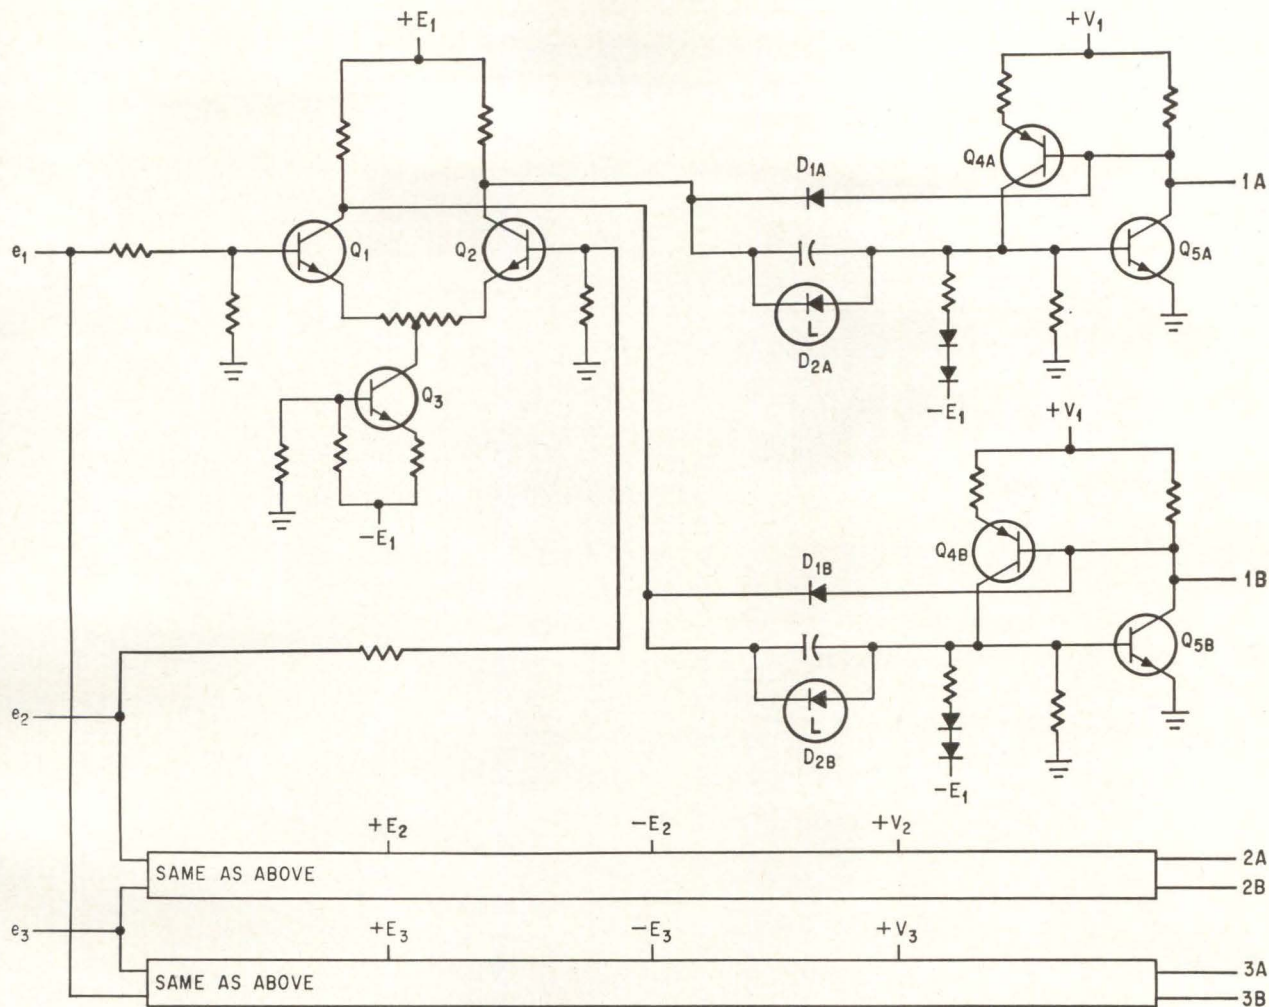 +E1
+V1
Q4A
D1A
1A
e1
Q1
Q2
Q5A
L
D2A
Q3
-E1
+V1
-E1
Q4B
D1B
1B
Q5B
L
D2B
e2
-E1
+E2
-E2
+V2
SAME AS ABOVE
2A
2B
e3
+E3
-E3
+V3
SAME AS ABOVE
3A
3B